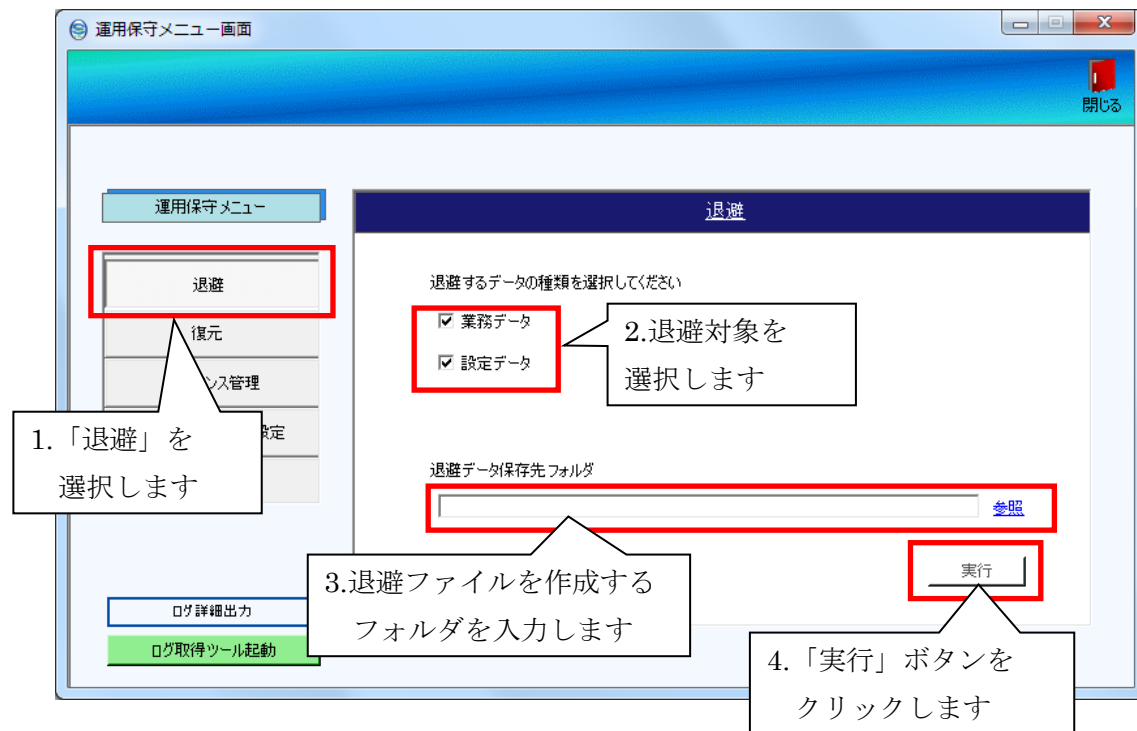 運用保守メニュー画面
閉じる
運用保守メニュー
退避
復元
ンス管理
定
ログ詳細出力
ログ取得ツール起動
退避
退避するデータの種類を選択してください
業務データ
設定データ
退避データ保存先フォルダ
参照
実行
1.「退避」を
選択します
2.退避対象を
選択します
3.退避ファイルを作成する
フォルダを入力します
4.「実行」ボタンを
クリックします